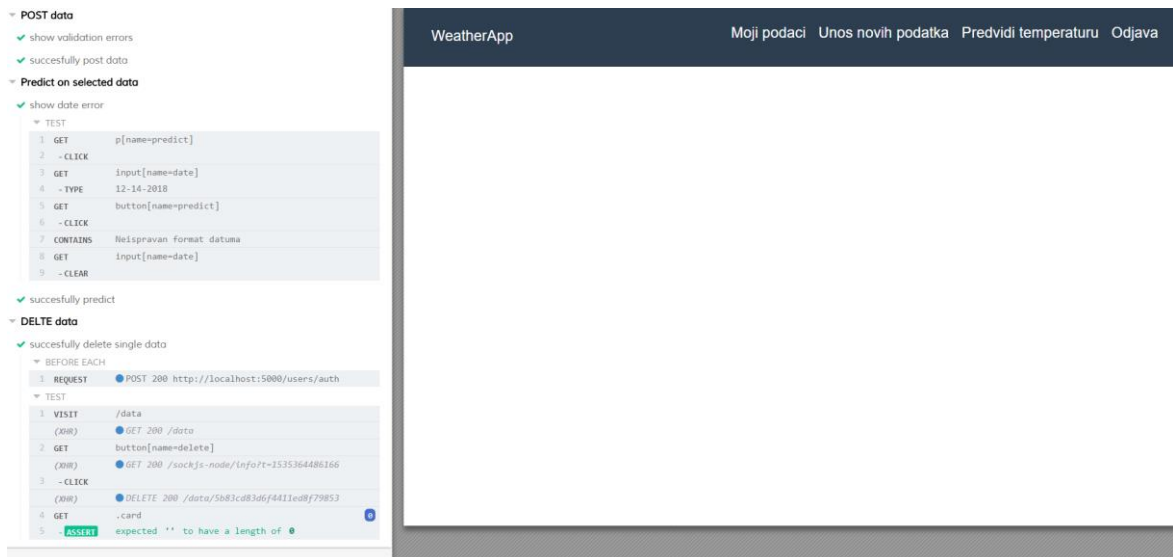 POST data
show validation errors
succesfully post data
Predict on selected data
show date error
TEST
1 GET p[name=predict]
2 - CLICK
3 GET input[name=date]
4 - TYPE 12-14-2018
5 GET button[name=predict]
6 - CLICK
7 CONTAINS Neispravan format datuma
8 GET input[name=date]
9 - CLEAR
succesfully predict
DELTE data
succesfully delete single data
BEFORE EACH
1 REQUEST POST 200 http://localhost:5000/users/auth
TEST
1 VISIT /data
(XHR) GET 200 /data
2 GET button[name=delete]
(XHR) GET 200 /sockjs-node/info?t=1535364486166
3 - CLICK
(XHR) DELETE 200 /data/5b83cd83d6f4411ed8f79853
4 GET .card 0
5 - ASSERT expected '' to have a length of 0
WeatherApp Moji podaci Unos novih podatka Predvidi temperaturu Odjava